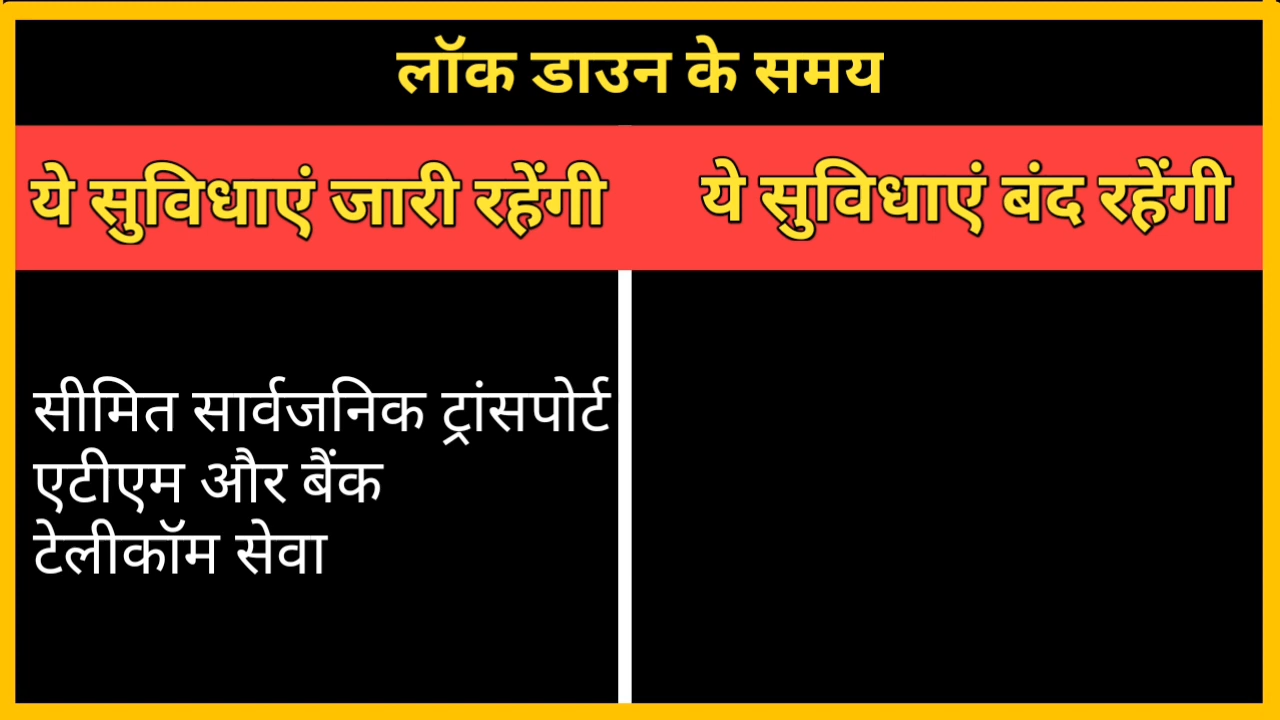 लॉक डाउन के समय
ये सुविधाएं जारी रहेंगी
ये सुविधाएं बंद रहेंगी
सीमित सार्वजनिक ट्रांसपोर्ट
एटीएम और बैंक
टेलीकॉम सेवा